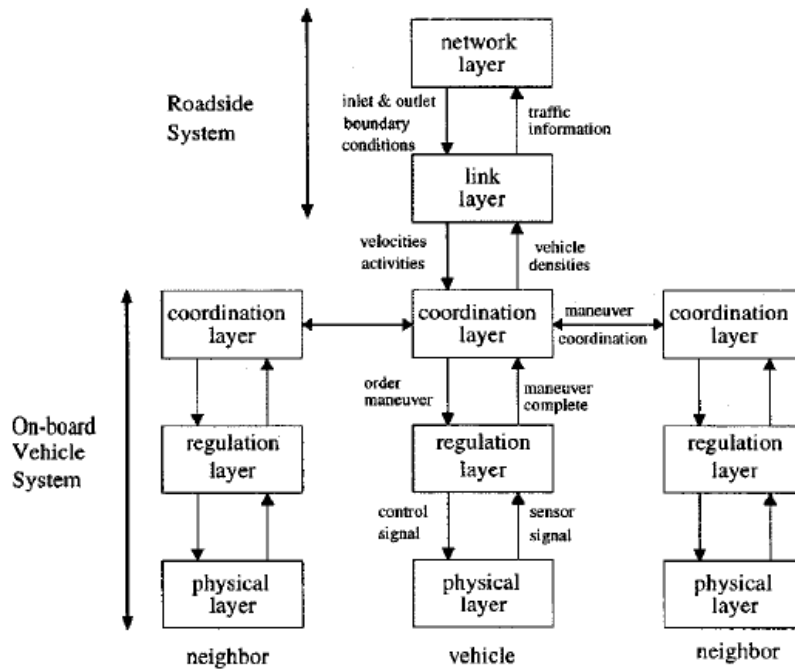 network
layer
Roadside
System
inlet & outlet
boundary
conditions
traffic
information
link
layer
velocities
activities
vehicle
densities
coordination
layer
coordination
layer
maneuver
coordination
coordination
layer
order
maneuver
maneuver
complete
On-board
Vehicle
System
regulation
layer
regulation
layer
regulation
layer
control
signal
sensor
signal
physical
layer
physical
layer
physical
layer
neighbor
vehicle
neighbor